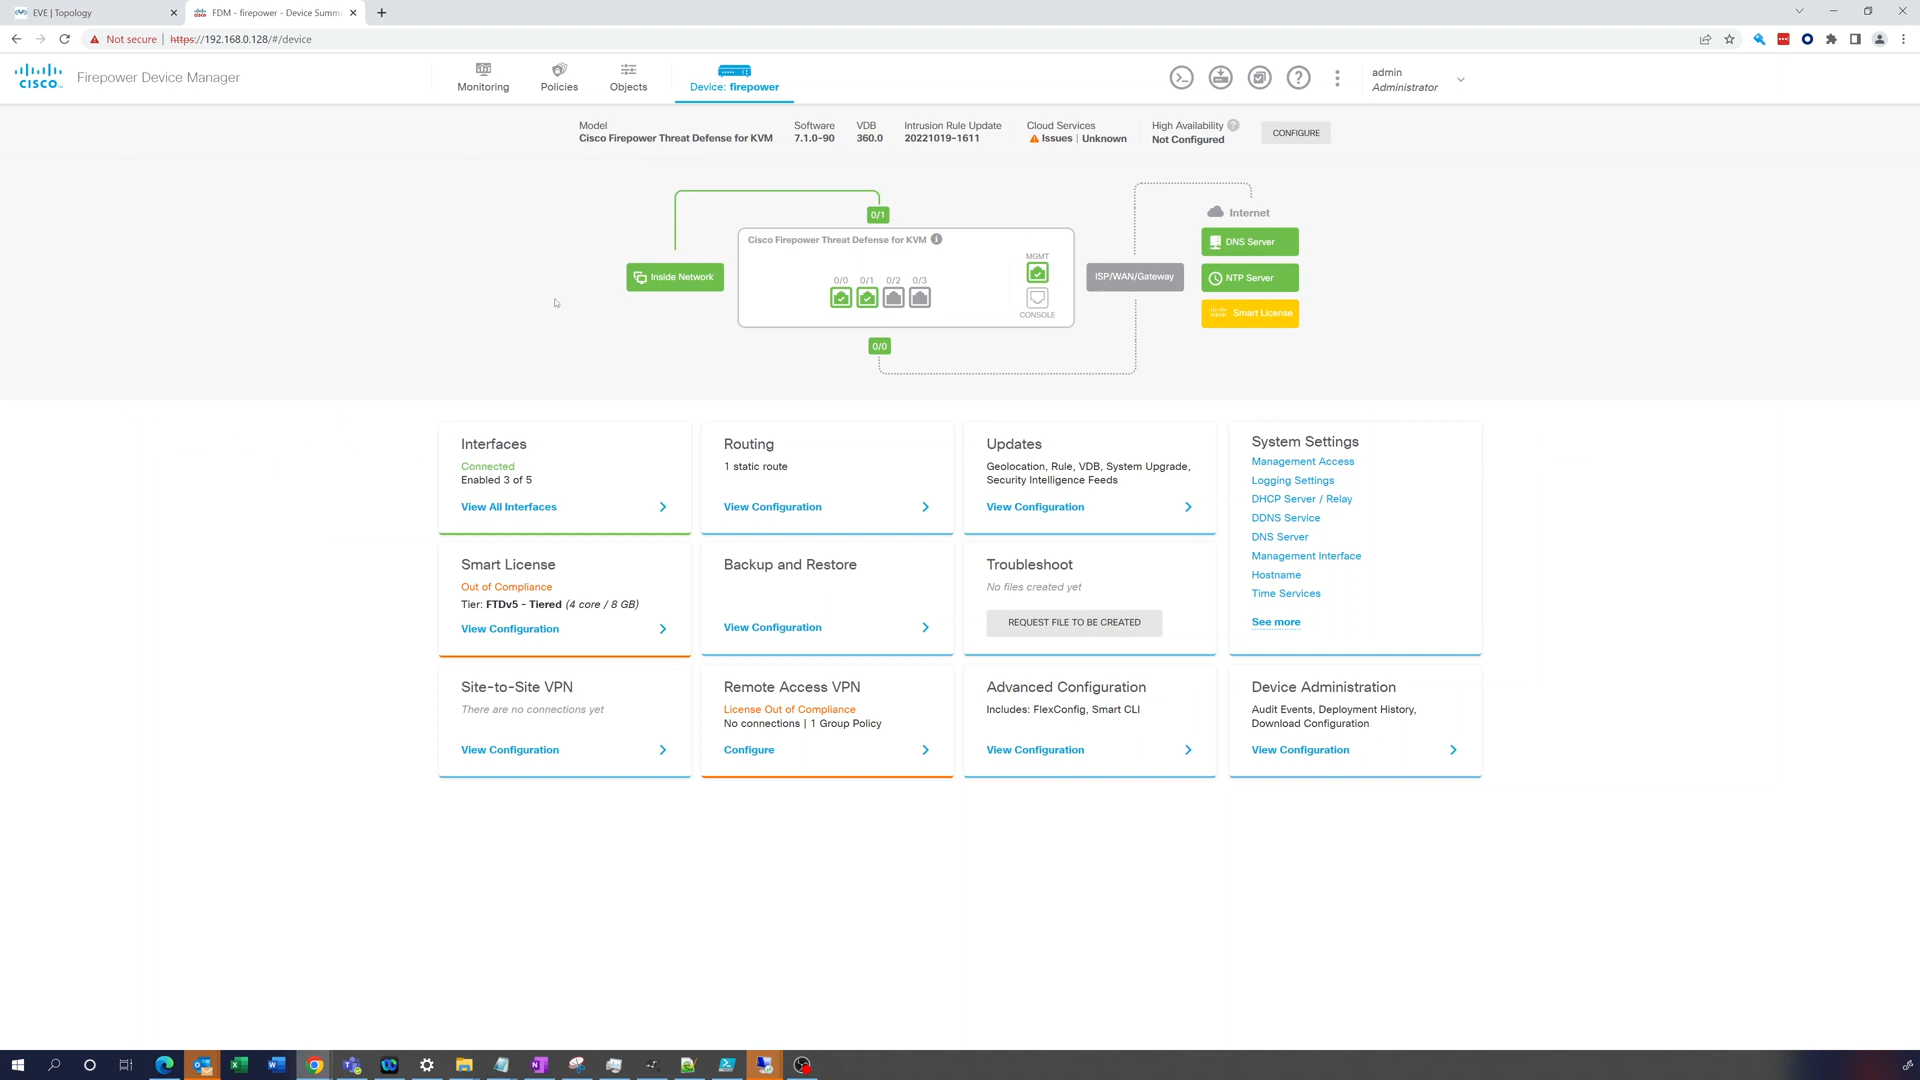 EVE | Topology
FDM - firepower - Device Summ
Not secure
https://192.168.0.128/#/device
CISCO
Firepower Device Manager
Monitoring
Policies
Objects
Device: firepower
admin
Administrator
Model
Cisco Firepower Threat Defense for KVM
Software
7.1.0-90
VDB
360.0
Intrusion Rule Update
20221019-1611
Cloud Services
Issues | Unknown
High Availability ?
Not Configured
CONFIGURE
0/1
Internet
Cisco Firepower Threat Defense for KVM
DNS Server
MGMT
Inside Network
0/0 0/1 0/2 0/3
ISP/WAN/Gateway
NTP Server
CONSOLE
Smart License
0/0
Interfaces
Connected
Enabled 3 of 5
View All Interfaces
Routing
1 static route
View Configuration
Updates
Geolocation, Rule, VDB, System Upgrade,
Security Intelligence Feeds
View Configuration
System Settings
Management Access
Logging Settings
DHCP Server / Relay
DDNS Service
DNS Server
Management Interface
Hostname
Time Services
See more
Smart License
Out of Compliance
Tier: FTDv5 - Tiered (4 core / 8 GB)
View Configuration
Backup and Restore
View Configuration
Troubleshoot
No files created yet
REQUEST FILE TO BE CREATED
Site-to-Site VPN
There are no connections yet
View Configuration
Remote Access VPN
License Out of Compliance
No connections | 1 Group Policy
Configure
Advanced Configuration
Includes: FlexConfig, Smart CLI
View Configuration
Device Administration
Audit Events, Deployment History,
Download Configuration
View Configuration